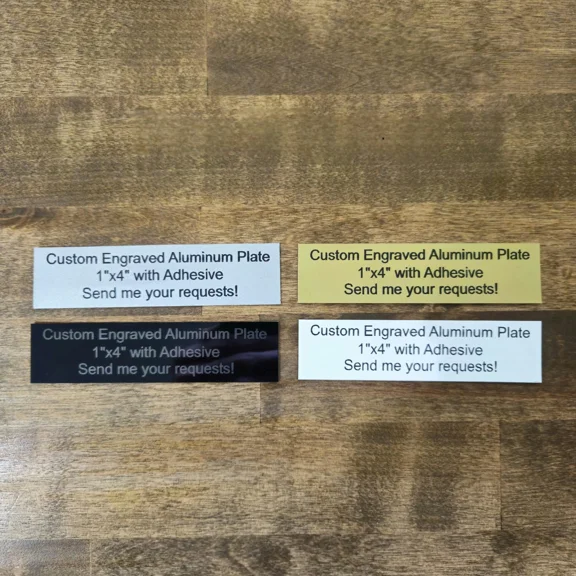 Custom Engraved Aluminum Plate
1"x4" with Adhesive
Send me your requests!
Custom Engraved Aluminum Plate
1"x4" with Adhesive
Send me your requests!
Custom Engraved Aluminum Plate
1"x4" with Adhesive
Send me your requests!
Custom Engraved Aluminum Plate
1"x4" with Adhesive
Send me your requests!